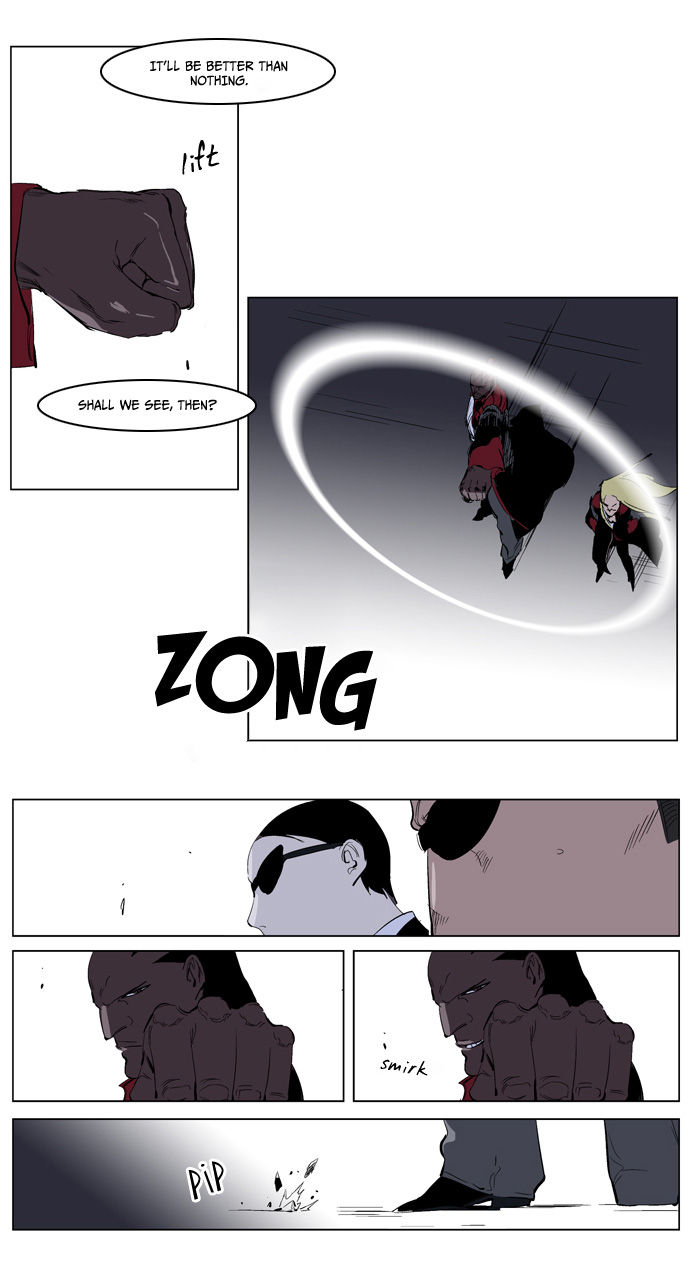 IT'LL BE BETTER THAN
NOTHING.
lift
SHALL WE SEE, THEN?
ZONG
smirk
PIP